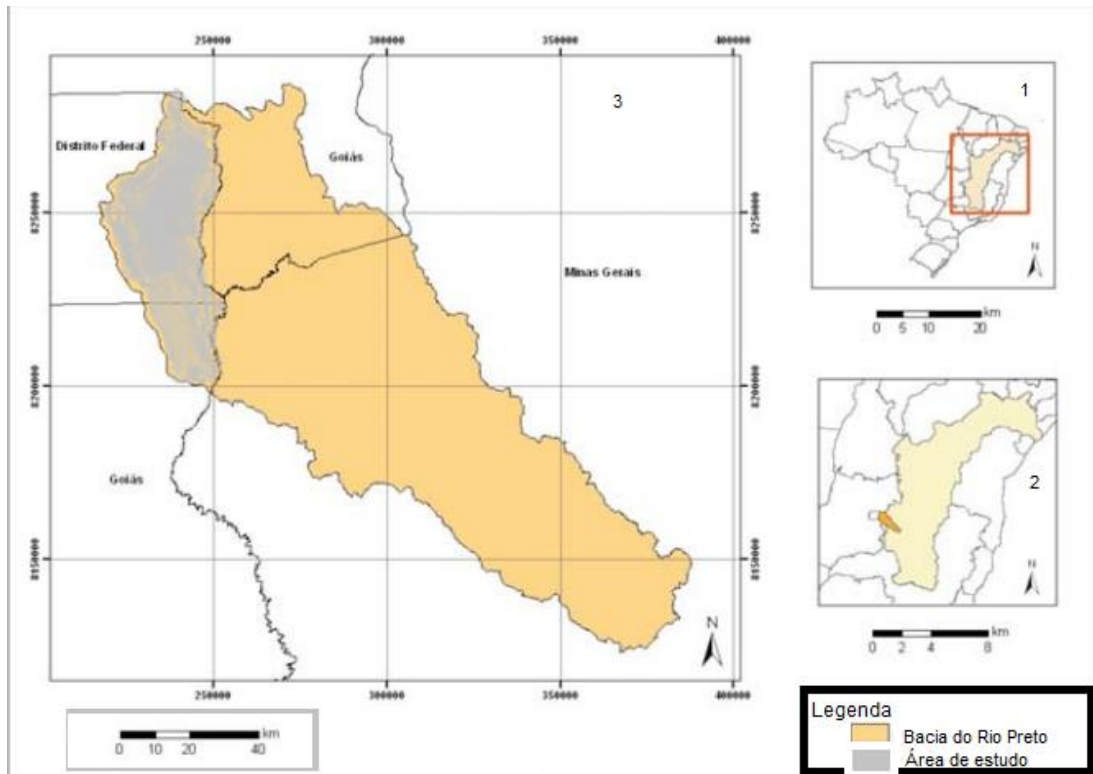 250000 300000 350000 400000
3
Distrito Federal
Goiás
Minas Gerais
Goiás
8250000
8200000
8150000
8250000
8200000
8150000
N
250000 300000 350000 400000
0 10 20 40
km
1
N
0 5 10 20
km
2
N
0 2 4 8
km
Legenda
Bacia do Rio Preto
Área de estudo